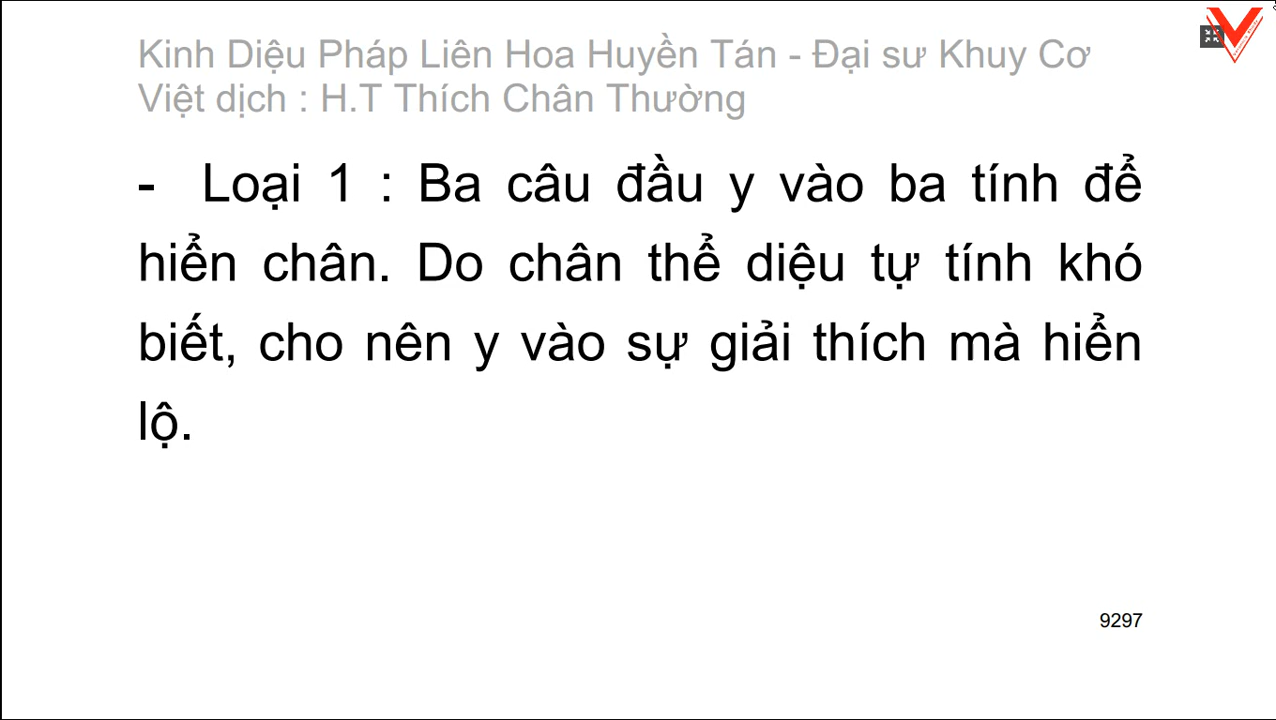 Kinh Diệu Pháp Liên Hoa Huyền Tán - Đại sư Khuy Cơ
Việt dịch : H.T Thích Chân Thường
- Loại 1 : Ba câu đầu y vào ba tính để
hiển chân. Do chân thể diệu tự tính khó
biết, cho nên y vào sự giải thích mà hiển
lộ.
9297